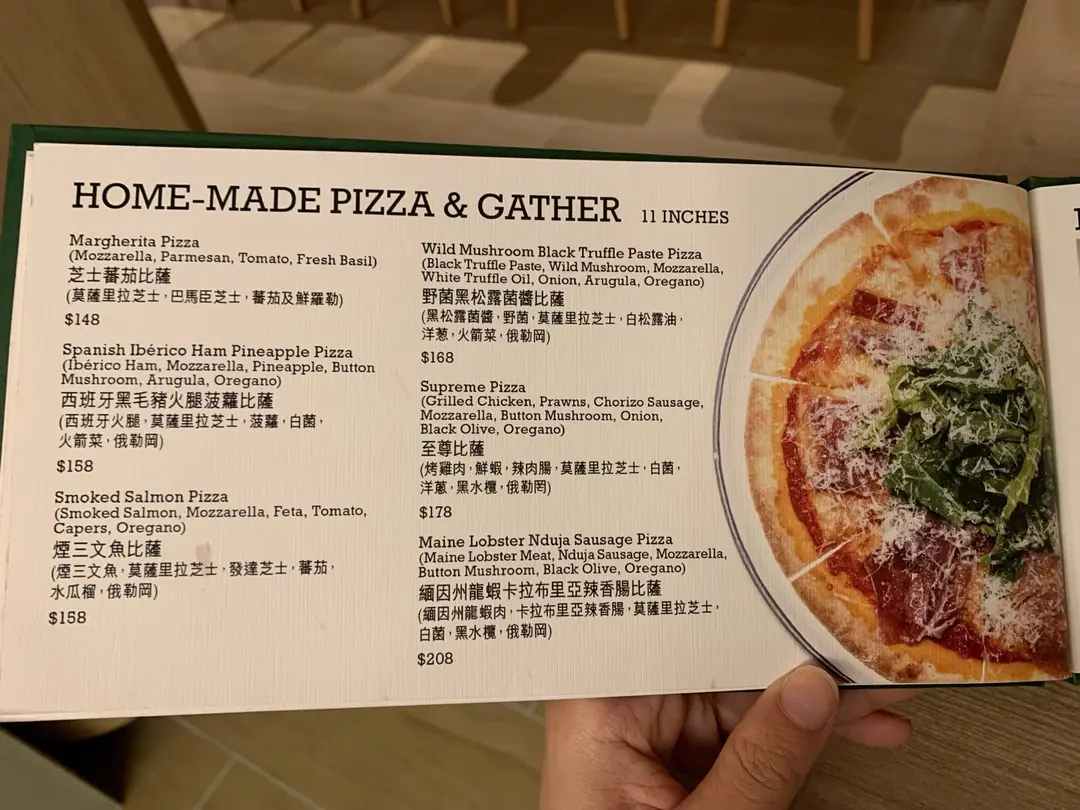 HOME-MADE PIZZA & GATHER 11 INCHES
Margherita Pizza
(Mozzarella, Parmesan, Tomato, Fresh Basil)
芝士蕃茄比薩
(莫薩里拉芝士，巴馬臣芝士，蕃茄及鮮羅勒)
$148
Spanish Ibérico Ham Pineapple Pizza
(Ibérico Ham, Mozzarella, Pineapple, Button
Mushroom, Arugula, Oregano)
西班牙黑毛豬火腿菠蘿比薩
(西班牙火腿，莫薩里拉芝士，菠蘿，白菌，
火箭菜，俄勒岡)
$158
Smoked Salmon Pizza
(Smoked Salmon, Mozzarella, Feta, Tomato,
Capers, Oregano)
煙三文魚比薩
(煙三文魚，莫薩里拉芝士，發達芝士，蕃茄，
水瓜榴，俄勒岡)
$158
Wild Mushroom Black Truffle Paste Pizza
(Black Truffle Paste, Wild Mushroom, Mozzarella,
White Truffle Oil, Onion, Arugula, Oregano)
野菌黑松露菌醬比薩
(黑松露菌醬，野菌，莫薩里拉芝士，白松露油，
洋葱，火箭菜，俄勒岡)
$168
Supreme Pizza
(Grilled Chicken, Prawns, Chorizo Sausage,
Mozzarella, Button Mushroom, Onion,
Black Olive, Oregano)
至尊比薩
(烤雞肉，鮮蝦，辣肉腸，莫薩里拉芝士，白菌，
洋蔥，黑水欖，俄勒罔)
$178
Maine Lobster Nduja Sausage Pizza
(Maine Lobster Meat, Nduja Sausage, Mozzarella,
Button Mushroom, Black Olive, Oregano)
緬因州龍蝦卡拉布里亞辣香腸比薩
(緬因州龍蝦肉，卡拉布里亞辣香腸，莫薩里拉芝士，
白菌，黑水欖，俄勒岡)
$208